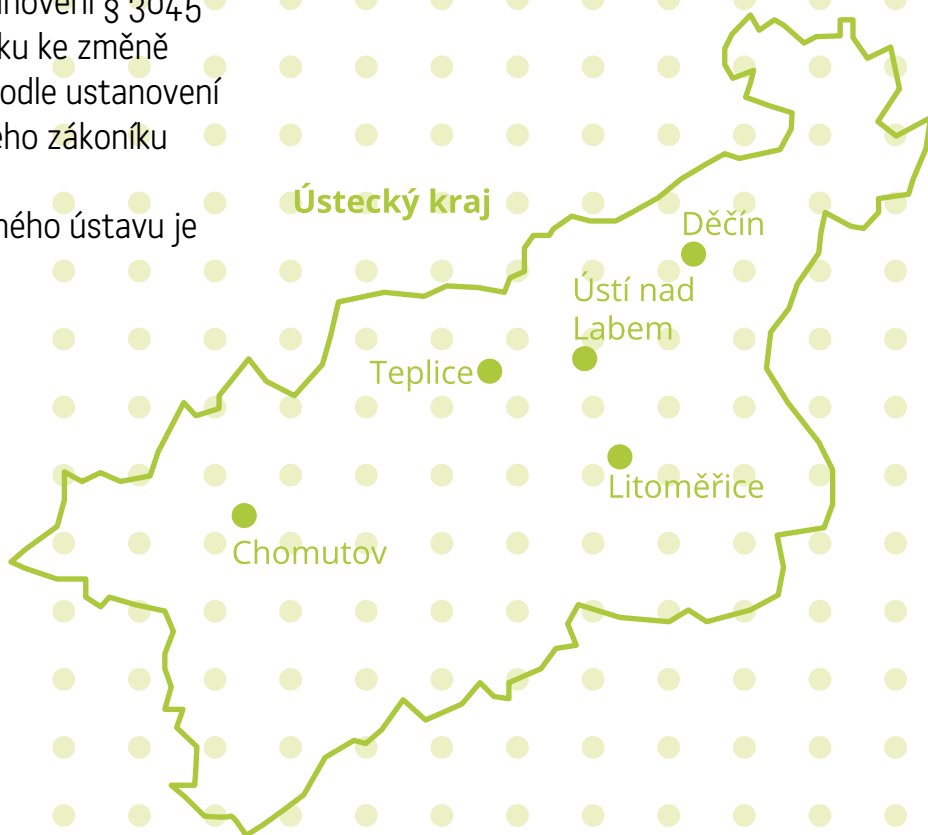 § 3045
ku ke změně
odle ustanovení
ého zákoníku
ného ústavu je
Ústecký kraj
Děčín
Ústí nad
Labem
Teplice
Litoměřice
Chomutov